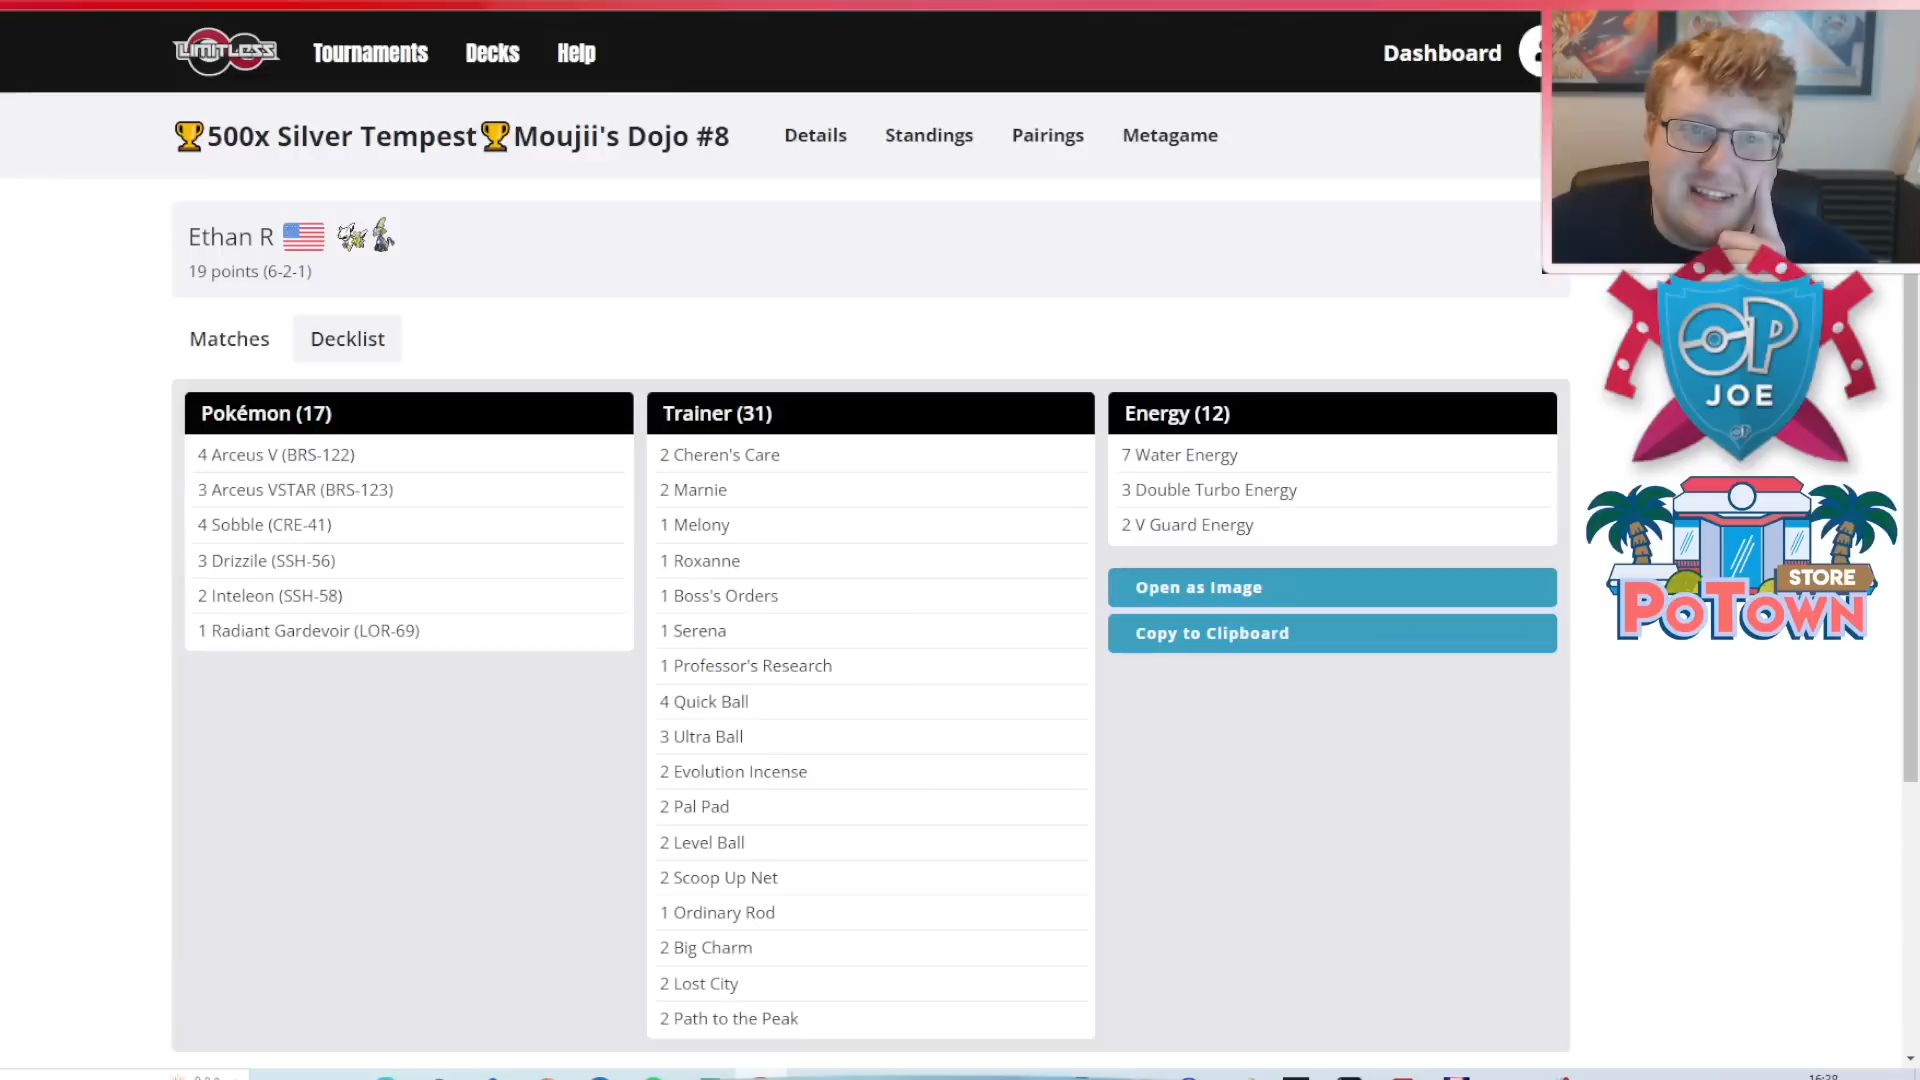 LIMITLESS
Tournaments Decks Help
Dashboard
🏆500x Silver Tempest🏆Moujii's Dojo #8
Details Standings Pairings Metagame
Ethan R
19 points (6-2-1)
Matches Decklist
Pokémon (17)
4 Arceus V (BRS-122)
3 Arceus VSTAR (BRS-123)
4 Sobble (CRE-41)
3 Drizzile (SSH-56)
2 Inteleon (SSH-58)
1 Radiant Gardevoir (LOR-69)
Trainer (31)
2 Cheren's Care
2 Marnie
1 Melony
1 Roxanne
1 Boss's Orders
1 Serena
1 Professor's Research
4 Quick Ball
3 Ultra Ball
2 Evolution Incense
2 Pal Pad
2 Level Ball
2 Scoop Up Net
1 Ordinary Rod
2 Big Charm
2 Lost City
2 Path to the Peak
Energy (12)
7 Water Energy
3 Double Turbo Energy
2 V Guard Energy
Open as Image
Copy to Clipboard
OP
JOE
STORE
POTOWN